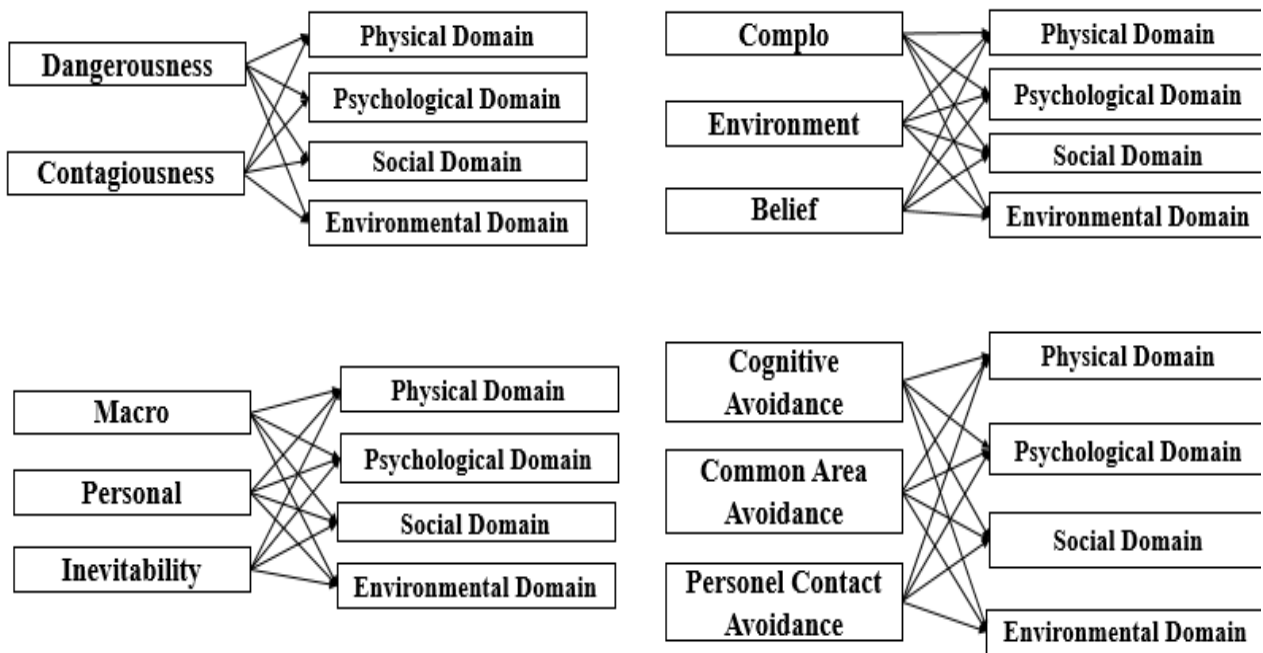 Dangerousness
Contagiousness
Physical Domain
Psychological Domain
Social Domain
Environmental Domain
Complo
Environment
Belief
Physical Domain
Psychological Domain
Social Domain
Environmental Domain
Macro
Personal
Inevitability
Physical Domain
Psychological Domain
Social Domain
Environmental Domain
Cognitive
Avoidance
Common Area
Avoidance
Personel Contact
Avoidance
Physical Domain
Psychological Domain
Social Domain
Environmental Domain